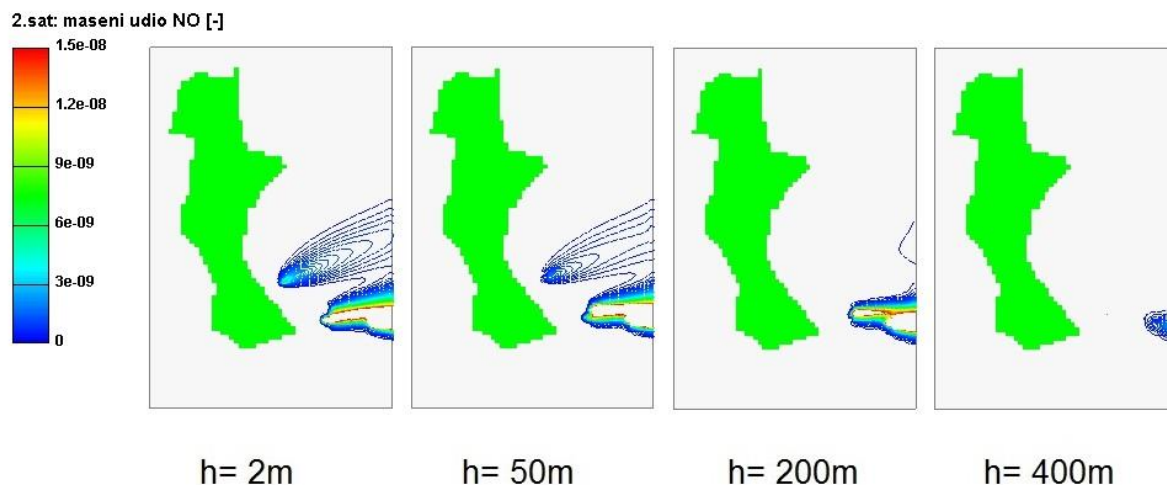 2.sat: maseni udio NO [-]
1.5e-08
1.2e-08
9e-09
6e-09
3e-09
0
h= 2m
h= 50m
h= 200m
h= 400m